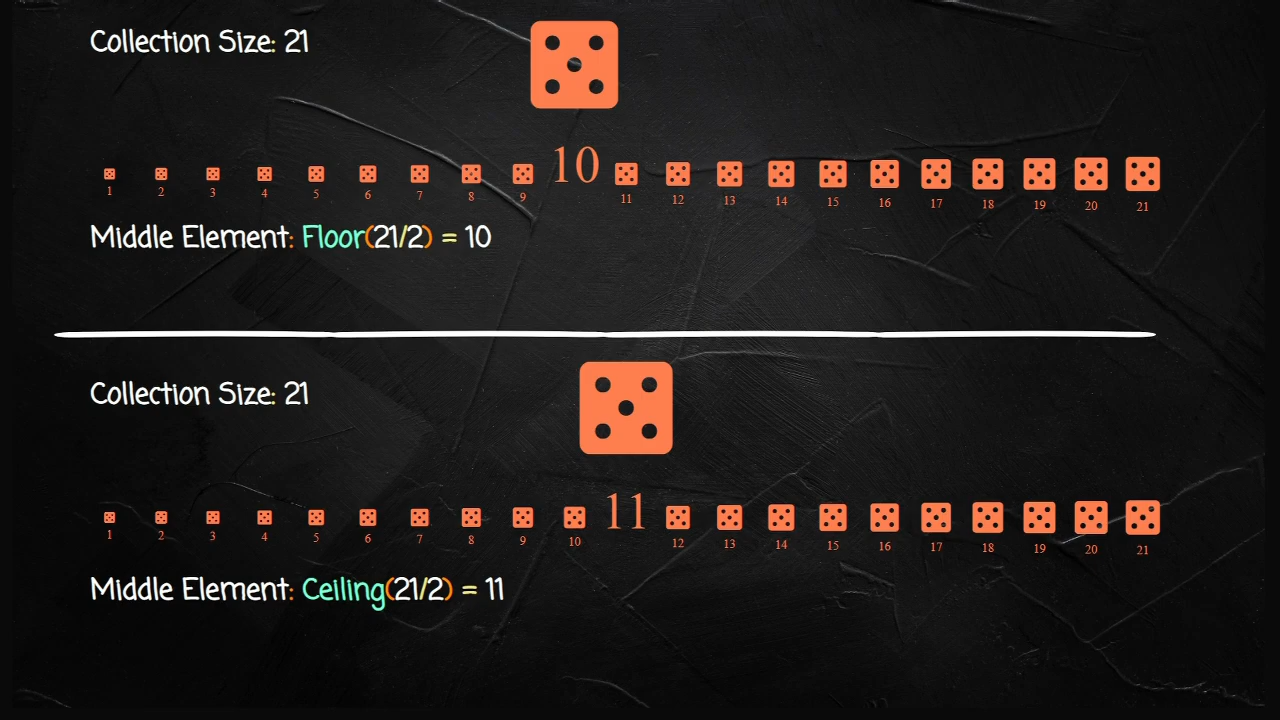 Collection Size: 21
10
1 2 3 4 5 6 7 8 9 11 12 13 14 15 16 17 18 19 20 21
Middle Element: Floor(21/2) = 10
Collection Size: 21
11
1 2 3 4 5 6 7 8 9 10 12 13 14 15 16 17 18 19 20 21
Middle Element: Ceiling(21/2) = 11